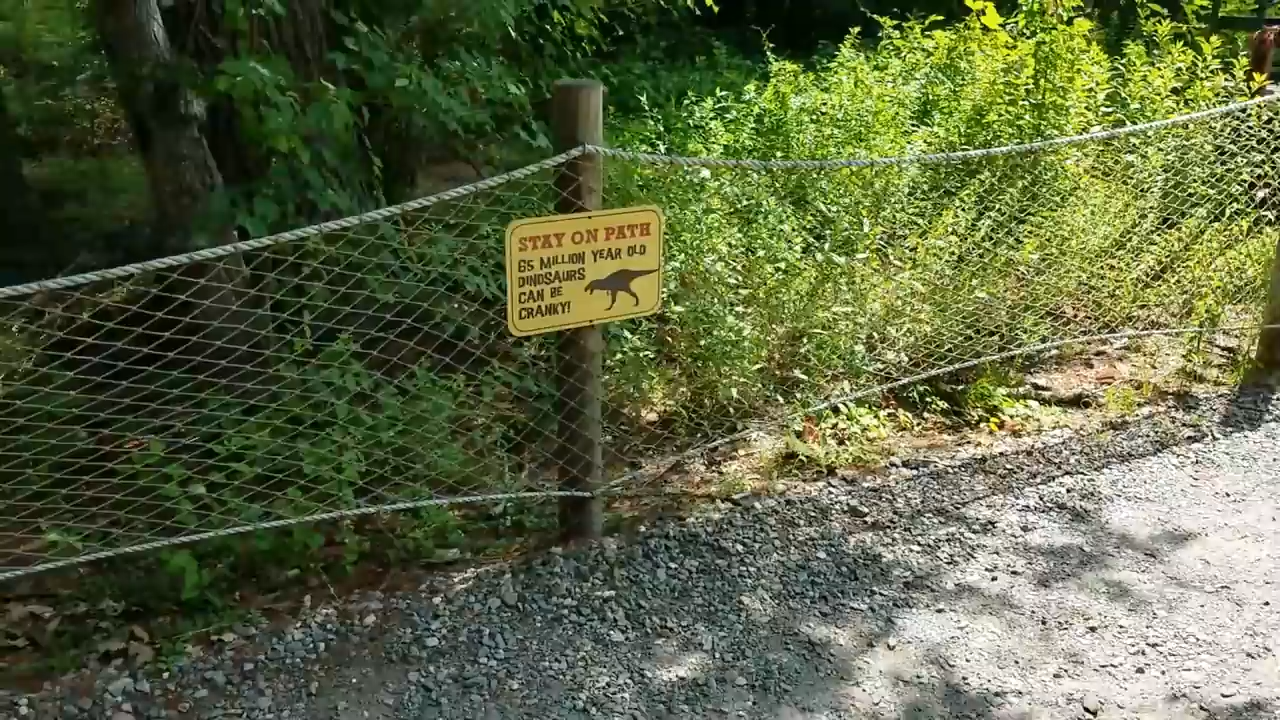 STAY ON PATH
65 MILLION YEAR OLD
DINOSAURS
CAN BE
CRANKY!